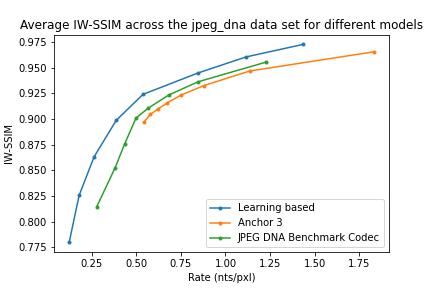 Average IW-SSIM across the jpeg_dna data set for different models
IW-SSIM
0.975
0.950
0.925
0.900
0.875
0.850
0.825
0.800
0.775
Learning based
Anchor 3
JPEG DNA Benchmark Codec
0.25 0.50 0.75 1.00 1.25 1.50 1.75
Rate (nts/pxl)